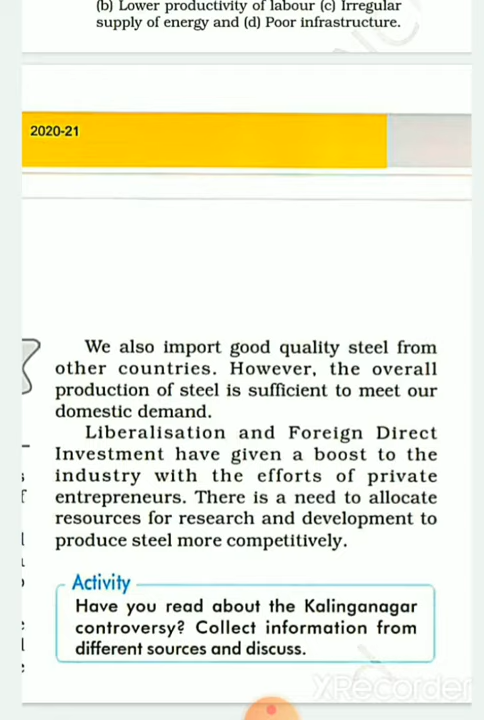 (b) Lower productivity of labour (c) Irregular
supply of energy and (d) Poor infrastructure.
2020-21
We also import good quality steel from
other countries. However, the overall
production of steel is sufficient to meet our
domestic demand.
Liberalisation and Foreign Direct
Investment have given a boost to the
industry with the efforts of private
entrepreneurs. There is a need to allocate
resources for research and development to
produce steel more competitively.
Activity
Have you read about the Kalinganagar
controversy? Collect information from
different sources and discuss.
XRecorder